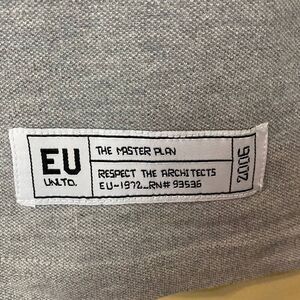 EU
UNLTD.
THE MASTER PLAN
RESPECT THE ARCHITECTS
EU-1972_RN# 93536
2006